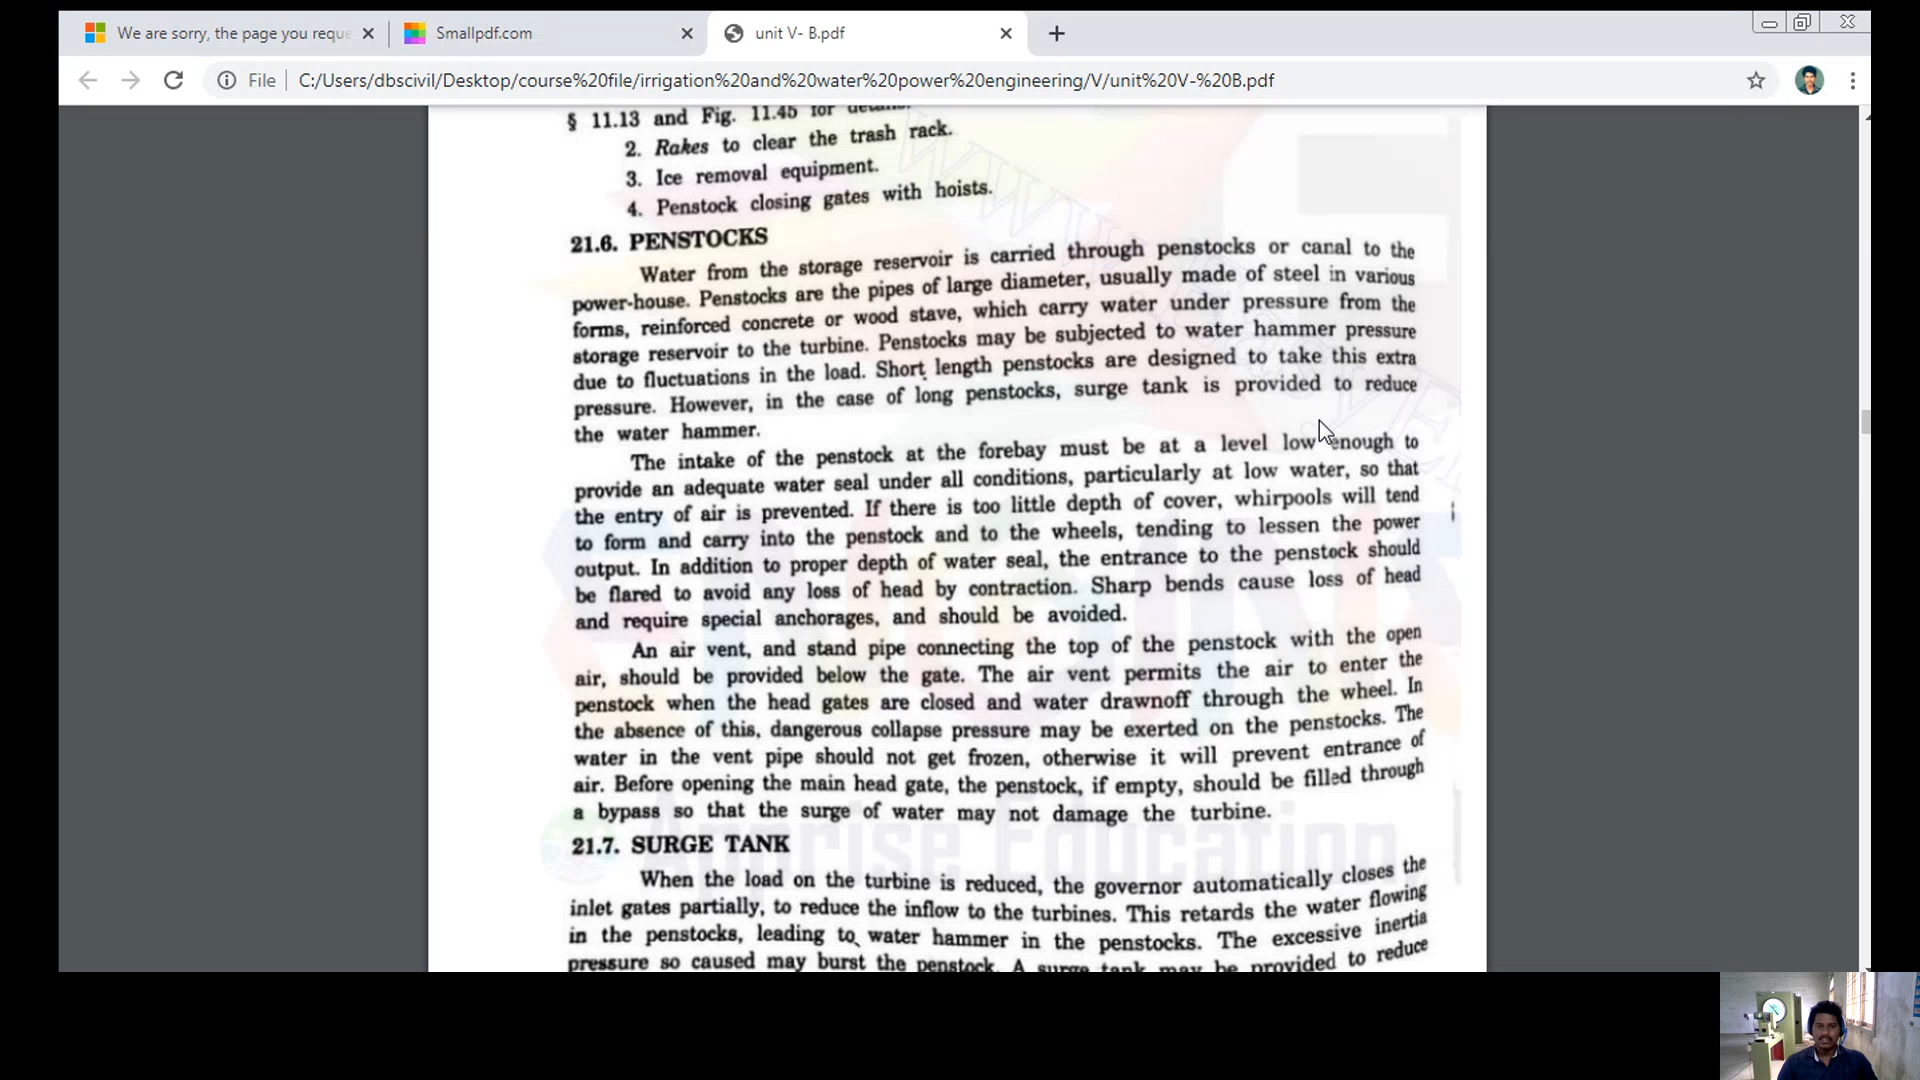 We are sorry, the page you reque
Smallpdf.com
unit V- B.pdf
File
C:/Users/dbscivil/Desktop/course%20file/irrigation%20and%20water%20power%20engineering/V/unit%20V-%20B.pdf
§ 11.13 and Fig. 11.45 for details.
2. Rakes to clear the trash rack.
3. Ice removal equipment.
4. Penstock closing gates with hoists.
21.6. PENSTOCKS
Water from the storage reservoir is carried through penstocks or canal to the
power-house. Penstocks are the pipes of large diameter, usually made of steel in various
forms, reinforced concrete or wood stave, which carry water under pressure from the
storage reservoir to the turbine. Penstocks may be subjected to water hammer pressure
due to fluctuations in the load. Short length penstocks are designed to take this extra
pressure. However, in the case of long penstocks, surge tank is provided to reduce
the water hammer.
The intake of the penstock at the forebay must be at a level low enough to
provide an adequate water seal under all conditions, particularly at low water, so that
the entry of air is prevented. If there is too little depth of cover, whirpools will tend
to form and carry into the penstock and to the wheels, tending to lessen the power
output. In addition to proper depth of water seal, the entrance to the penstock should
be flared to avoid any loss of head by contraction. Sharp bends cause loss of head
and require special anchorages, and should be avoided.
An air vent, and stand pipe connecting the top of the penstock with the open
air, should be provided below the gate. The air vent permits the air to enter the
penstock when the head gates are closed and water drawnoff through the wheel. In
the absence of this, dangerous collapse pressure may be exerted on the penstocks. The
water in the vent pipe should not get frozen, otherwise it will prevent entrance of
air. Before opening the main head gate, the penstock, if empty, should be filled through
a bypass so that the surge of water may not damage the turbine.
21.7. SURGE TANK
When the load on the turbine is reduced, the governor automatically closes the
inlet gates partially, to reduce the inflow to the turbines. This retards the water flowing
in the penstocks, leading to water hammer in the penstocks. The excessive inertia
pressure so caused may burst the penstock. A surge tank may be provided to reduce